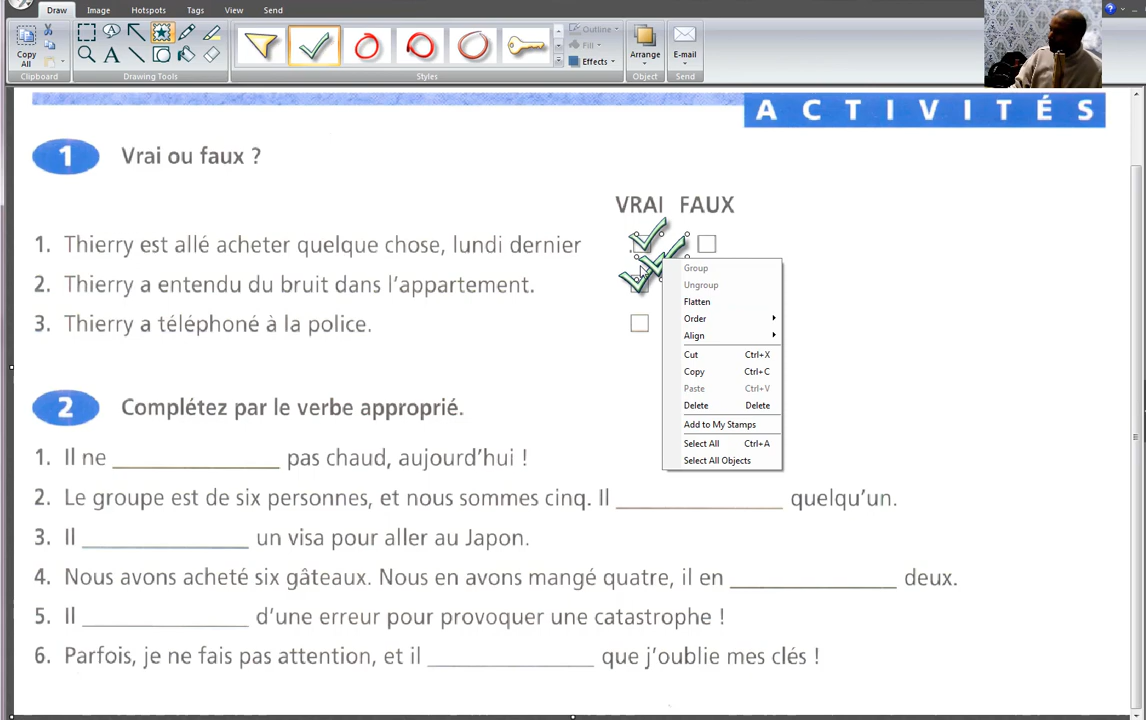 Draw Image Hotspots Tags View Send
Copy All
Outline
Fill
Effects
Arrange
E-mail
Clipboard Drawing Tools Styles Object Send
ACTIVITÉS
1 Vrai ou faux ?
VRAI FAUX
1. Thierry est allé acheter quelque chose, lundi dernier
2. Thierry a entendu du bruit dans l'appartement.
3. Thierry a téléphoné à la police.
Group
Ungroup
Flatten
Order
Align
Cut Ctrl+X
Copy Ctrl+C
Paste Ctrl+V
Delete Delete
Add to My Stamps
Select All Ctrl+A
Select All Objects
2 Complétez par le verbe approprié.
1. Il ne ______ pas chaud, aujourd'hui !
2. Le groupe est de six personnes, et nous sommes cinq. Il ______ quelqu'un.
3. Il ______ un visa pour aller au Japon.
4. Nous avons acheté six gâteaux. Nous en avons mangé quatre, il en ______ deux.
5. Il ______ d'une erreur pour provoquer une catastrophe !
6. Parfois, je ne fais pas attention, et il ______ que j'oublie mes clés !